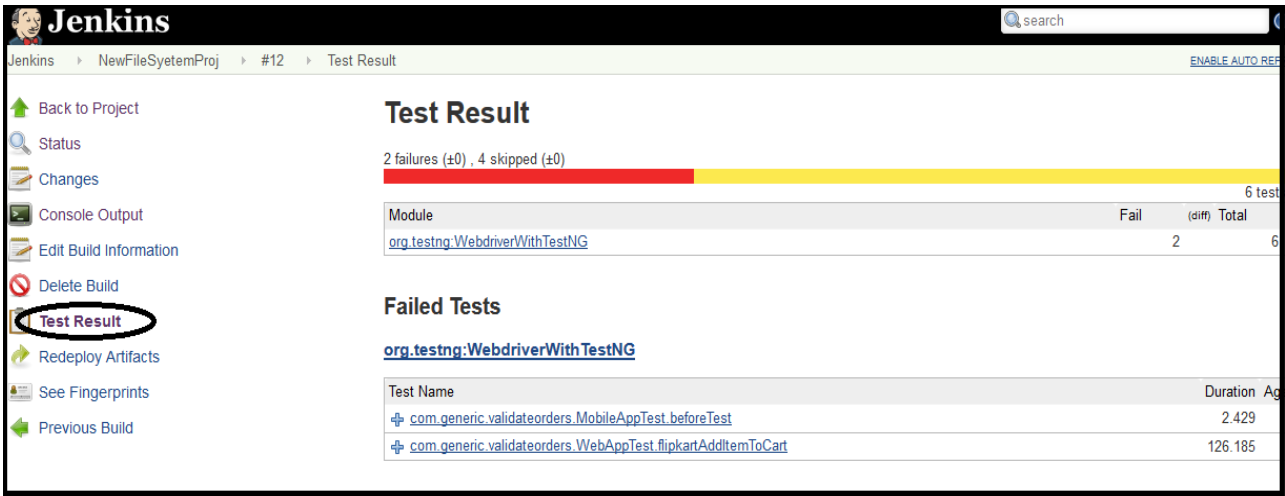 Jenkins
search
Jenkins NewFileSyetemProj #12 Test Result
ENABLE AUTO REF
Back to Project
Status
Changes
Console Output
Edit Build Information
Delete Build
Test Result
Redeploy Artifacts
See Fingerprints
Previous Build
Test Result
2 failures (±0) , 4 skipped (±0)
6 test
Module Fail (diff) Total
org.testng:WebdriverWithTestNG 2 6
Failed Tests
org.testng:WebdriverWithTestNG
Test Name Duration Ag
com.generic.validateorders.MobileAppTest.beforeTest 2.429
com.generic.validateorders.WebAppTest.flipkartAddItemToCart 126.185